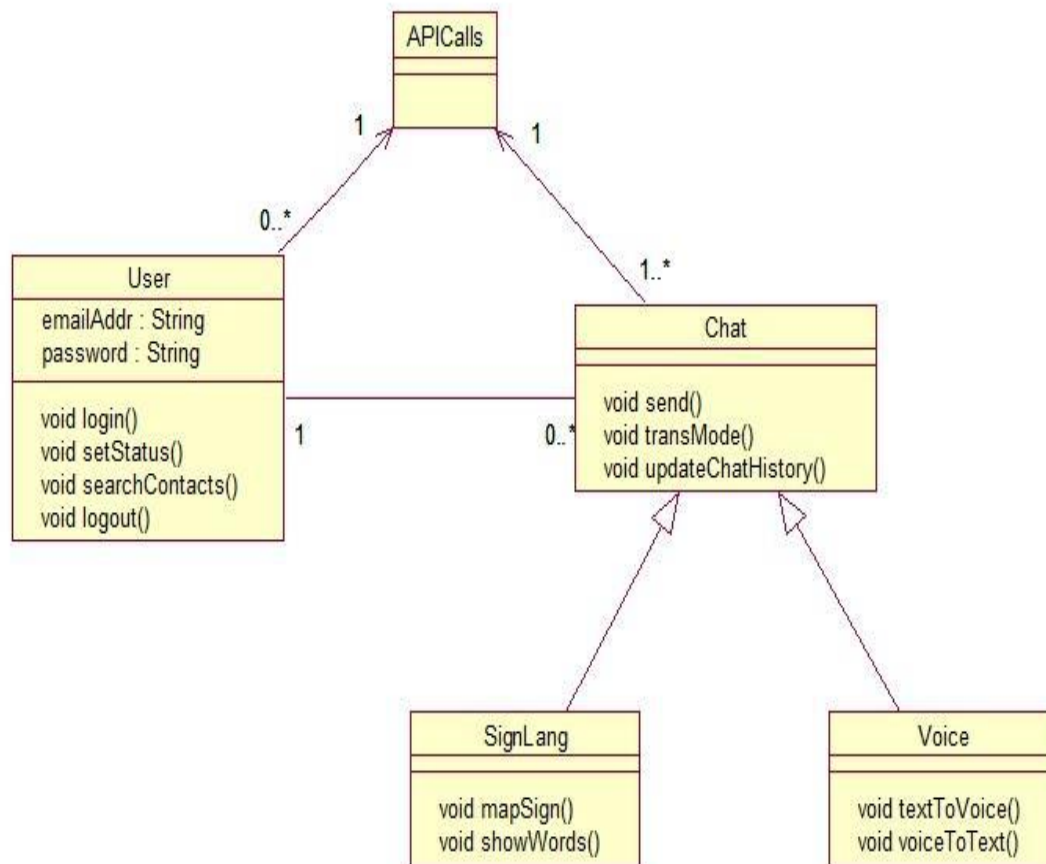 APICalls
1
1
0..*
1..*
User
emailAddr : String
password : String
void login()
void setStatus()
void searchContacts()
void logout()
1
0..*
Chat
void send()
void transMode()
void updateChatHistory()
SignLang
void mapSign()
void showWords()
Voice
void textToVoice()
void voiceToText()